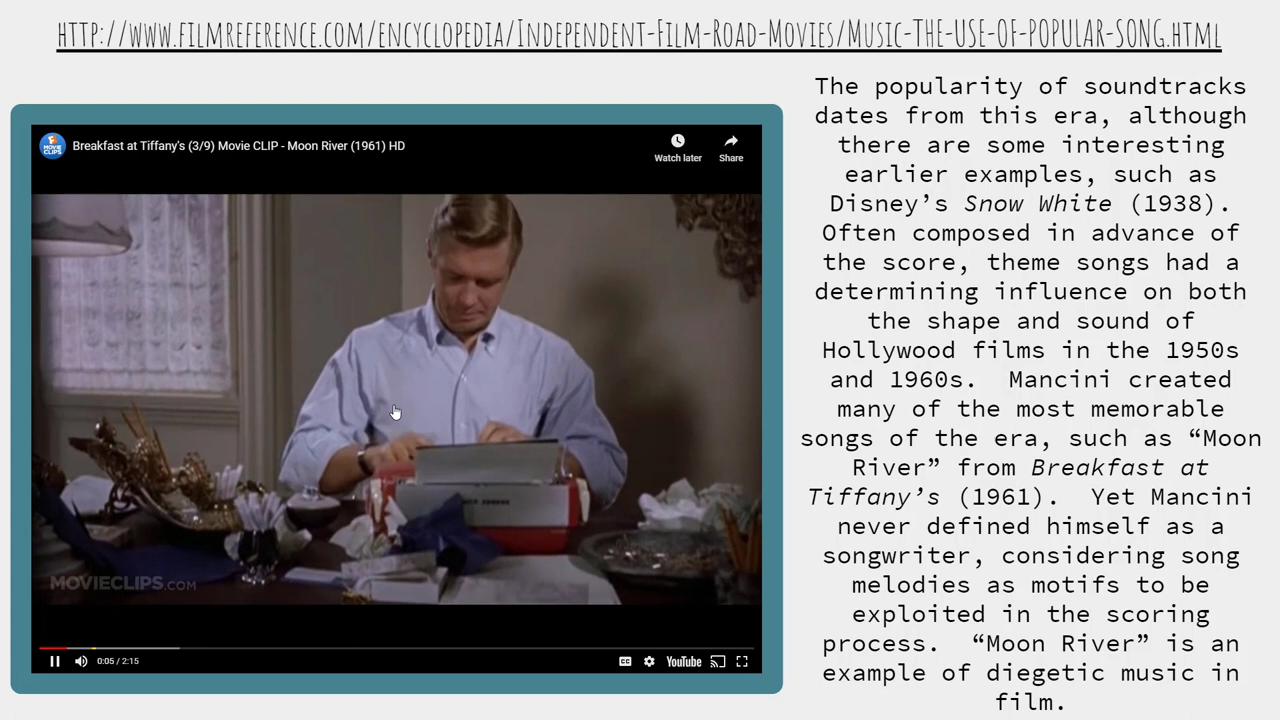 http://www.filmreference.com/encyclopedia/Independent-Film-Road-Movies/Music-THE-USE-OF-POPULAR-SONG.html
MOVIE
CLIPS
Breakfast at Tiffany's (3/9) Movie CLIP - Moon River (1961) HD
Watch later
Share
MOVIECLIPS.COM
0:05 / 2:15
CC
YouTube
The popularity of soundtracks
dates from this era, although
there are some interesting
earlier examples, such as
Disney’s Snow White (1938).
Often composed in advance of
the score, theme songs had a
determining influence on both
the shape and sound of
Hollywood films in the 1950s
and 1960s.  Mancini created
many of the most memorable
songs of the era, such as “Moon
River” from Breakfast at
Tiffany’s (1961).  Yet Mancini
never defined himself as a
songwriter, considering song
melodies as motifs to be
exploited in the scoring
process.  “Moon River” is an
example of diegetic music in
film.